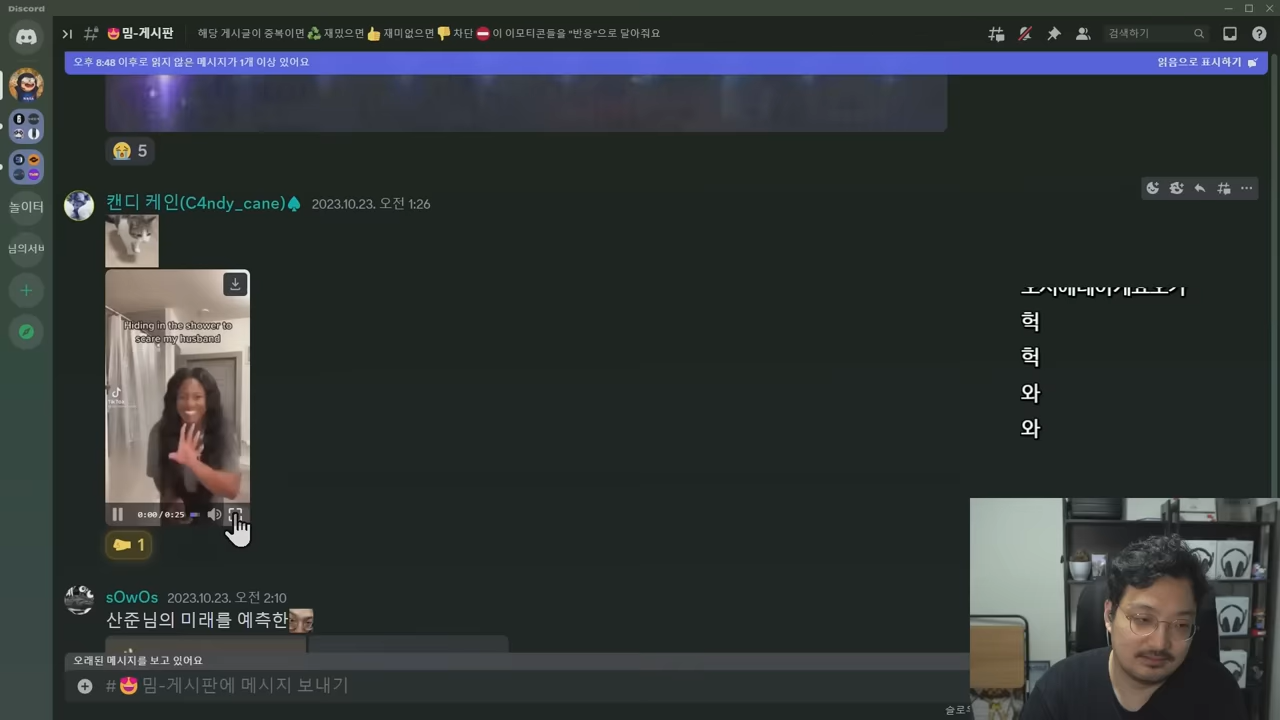 Discord
😍밈-게시판
해당 게시글이 중복이면♻️ 재밌으면👍 재미없으면👎 차단⛔ 이 이모티콘들을 "반응"으로 달아줘요
검색하기
오후 8:48 이후로 읽지 않은 메시지가 1개 이상 있어요
읽음으로 표시하기
😭 5
캔디 케인(C4ndy_cane)♠ 2023.10.23. 오전 1:26
Hiding in the shower to
scare my husband
0:00/0:25
1
놀이터
님의서버
혁
혁
와
와
sOwOs 2023.10.23. 오전 2:10
산준님의 미래를 예측한
오래된 메시지를 보고 있어요
#😍밈-게시판에 메시지 보내기